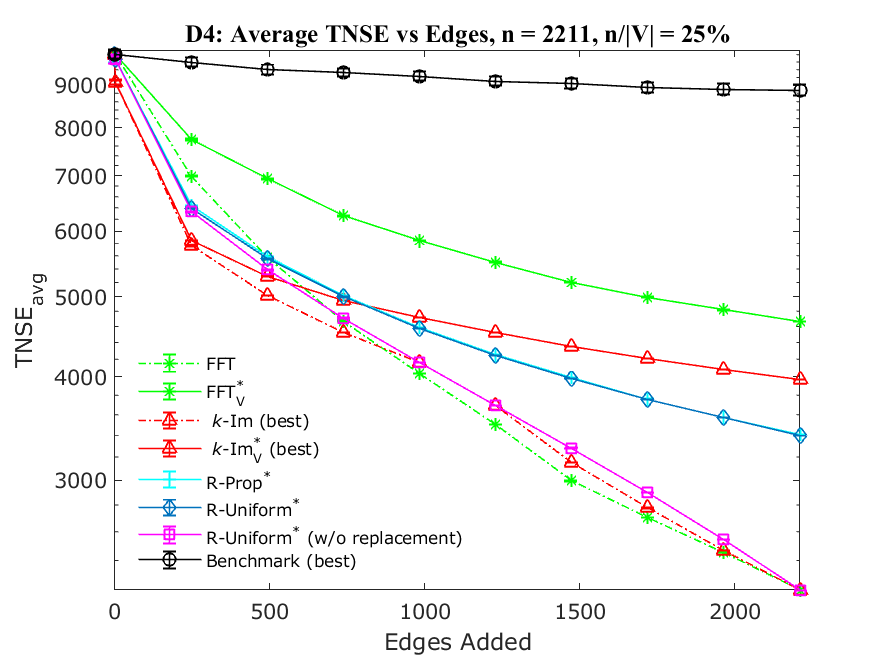 D4: Average TNSE vs Edges, n = 2211, n/|V| = 25%
TNSE_avg
9000
8000
7000
6000
5000
4000
3000
FFT
FFT*_V
k-Im (best)
k-Im*_V (best)
R-Prop*
R-Uniform*
R-Uniform* (w/o replacement)
Benchmark (best)
0 500 1000 1500 2000
Edges Added